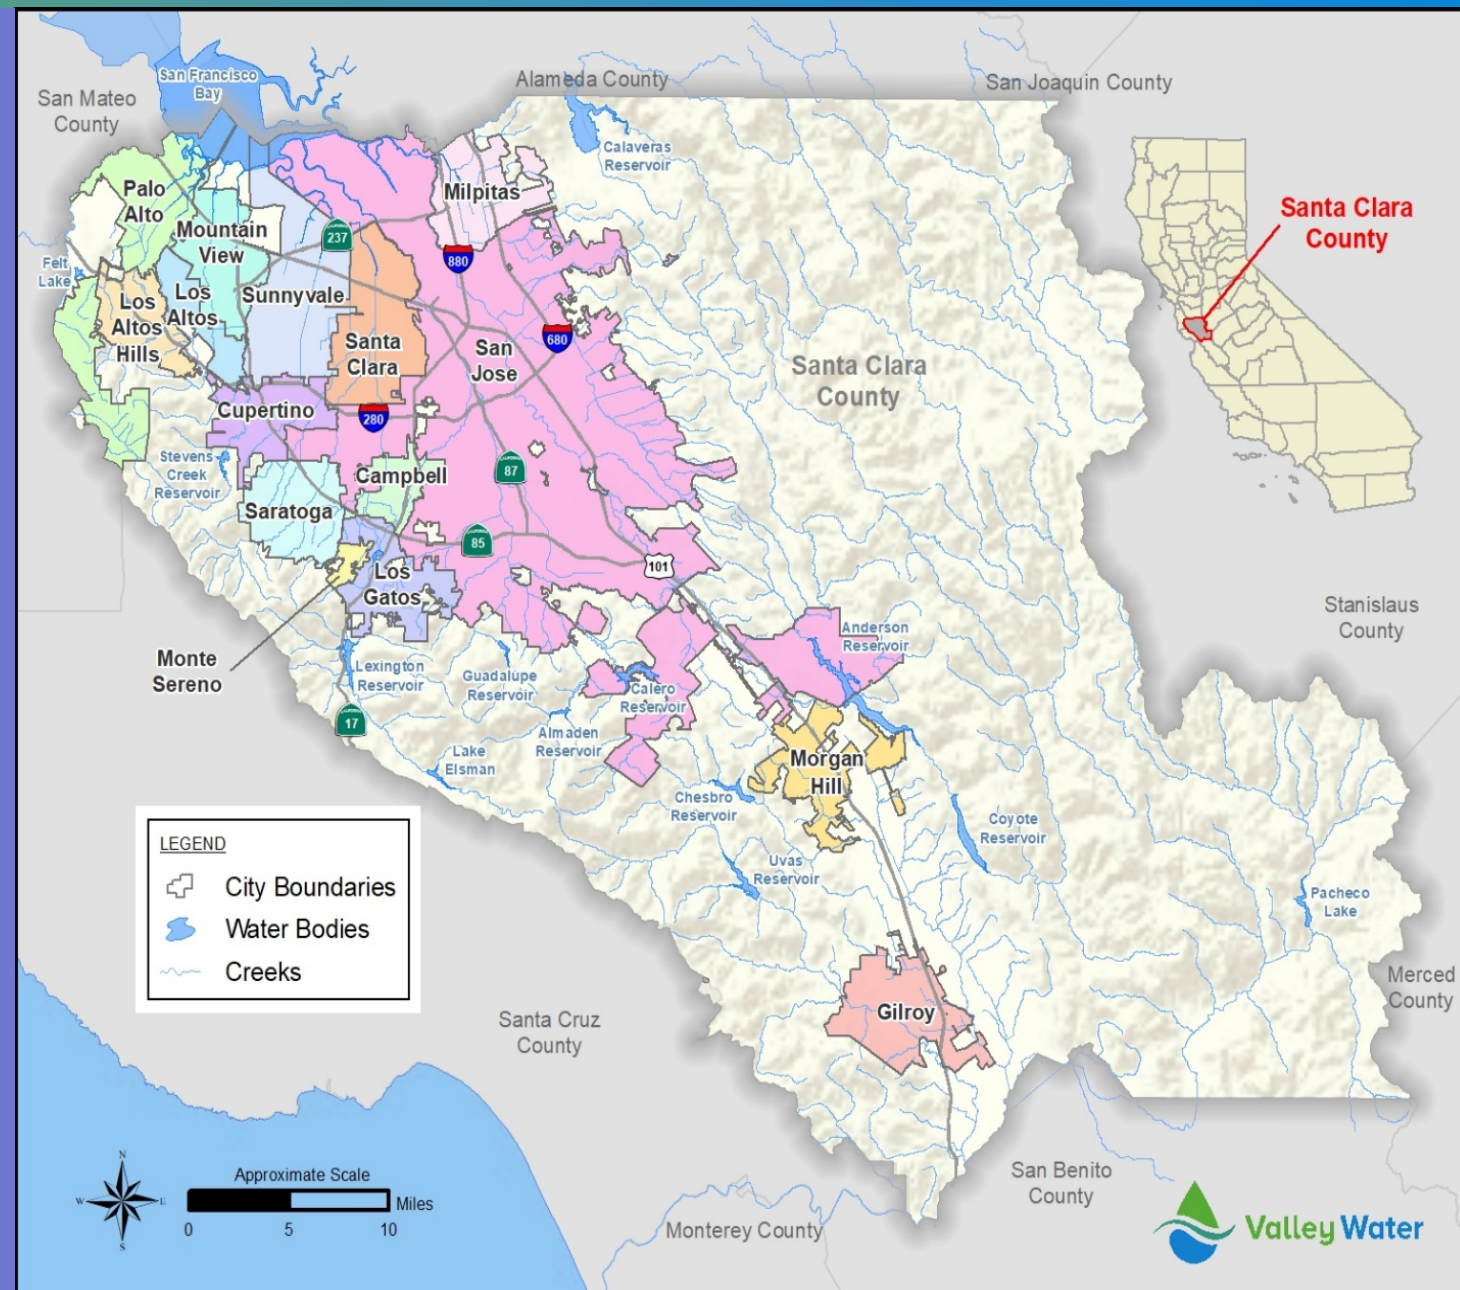 San Francisco
Bay
Alameda County
San Joaquin County
San Mateo
County
Calaveras
Reservoir
Palo
Alto
Milpitas
Mountain
View
237
880
Felt
Lake
Los
Altos
Hills
Los
Altos
Sunnyvale
Santa
Clara
San
Jose
680
Santa Clara
County
Santa Clara
County
Cupertino
280
Stevens
Creek
Reservoir
Campbell
CALIFORNIA
87
Saratoga
CALIFORNIA
85
101
Los
Gatos
Monte
Sereno
Lexington
Reservoir
Guadalupe
Reservoir
Calero
Reservoir
Anderson
Reservoir
Stanislaus
County
CALIFORNIA
17
Almaden
Reservoir
Lake
Elsman
Morgan
Hill
Chesbro
Reservoir
Coyote
Reservoir
Uvas
Reservoir
Pacheco
Lake
LEGEND
City Boundaries
Water Bodies
Creeks
Merced
County
Gilroy
Santa Cruz
County
San Benito
County
Monterey County
N
W
E
S
Approximate Scale
Miles
0 5 10
Valley Water